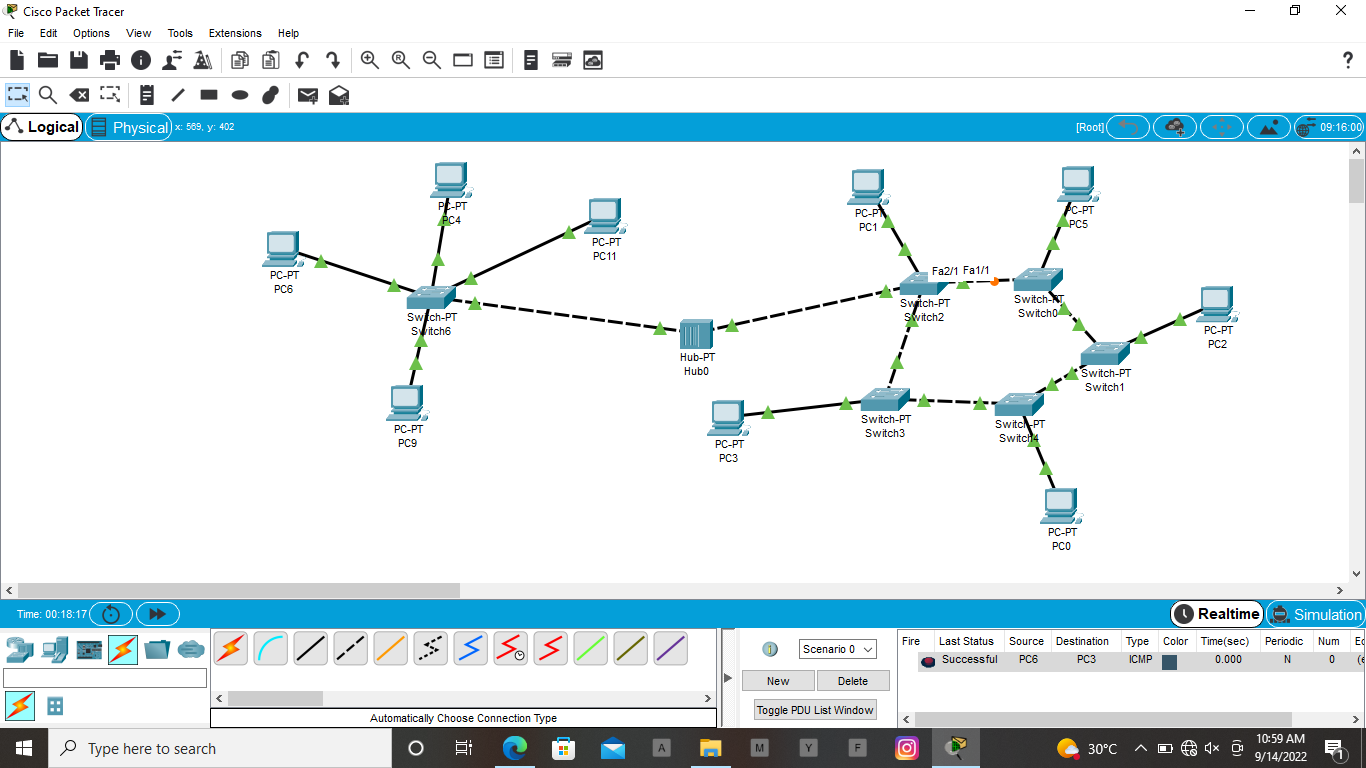 Cisco Packet Tracer
File Edit Options View Tools Extensions Help
?
Logical Physical x: 569, y: 402 [Root] 09:16:00
PC-PT
PC4
PC-PT
PC11
PC-PT
PC6
PC-PT
PC1
PC-PT
PC5
Fa2/1 Fa1/1
Switch-PT
Switch6
Switch-PT
Switch2
Switch-PT
Switch0
PC-PT
PC2
Hub-PT
Hub0
Switch-PT
Switch1
PC-PT
PC9
PC-PT
PC3
Switch-PT
Switch3
Switch-PT
Switch4
PC-PT
PC0
Time: 00:18:17 Realtime Simulation
Scenario 0
New Delete
Toggle PDU List Window
Fire Last Status Source Destination Type Color Time(sec) Periodic Num Ec
Successful PC6 PC3 ICMP 0.000 N 0 (e
Automatically Choose Connection Type
Type here to search A M Y F 30°C 10:59 AM
9/14/2022 1